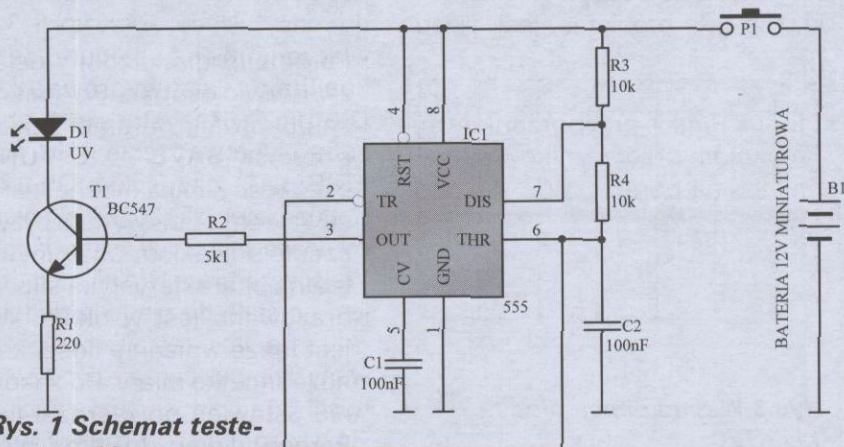 P1
R3
10k
4
8
IC1
D1
UV
RST
VCC
T1
BC547
R2
5k1
2
TR
DIS
7
R4
10k
3
OUT
THR
6
CV
GND
B1
BATERIA 12V MINIATUROWA
555
R1
220
5
1
C1
100nF
C2
100nF
Rys. 1 Schemat teste-